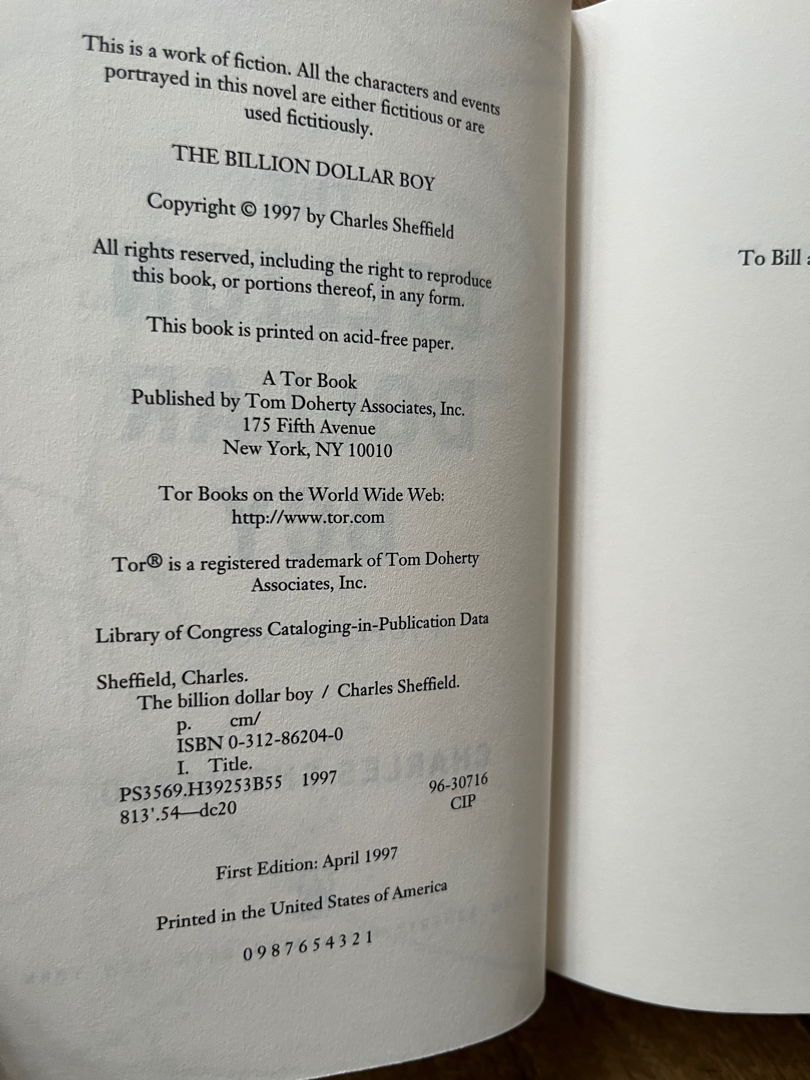 This is a work of fiction. All the characters and events
portrayed in this novel are either fictitious or are
used fictitiously.
THE BILLION DOLLAR BOY
Copyright © 1997 by Charles Sheffield
All rights reserved, including the right to reproduce
this book, or portions thereof, in any form.
This book is printed on acid-free paper.
A Tor Book
Published by Tom Doherty Associates, Inc.
175 Fifth Avenue
New York, NY 10010
Tor Books on the World Wide Web:
http://www.tor.com
Tor® is a registered trademark of Tom Doherty
Associates, Inc.
Library of Congress Cataloging-in-Publication Data
Sheffield, Charles.
The billion dollar boy / Charles Sheffield.
p. cm/
ISBN 0-312-86204-0
I. Title.
PS3569.H39253B55 1997 96-30716
813'.54—dc20 CIP
First Edition: April 1997
Printed in the United States of America
0 9 8 7 6 5 4 3 2 1
To Bill